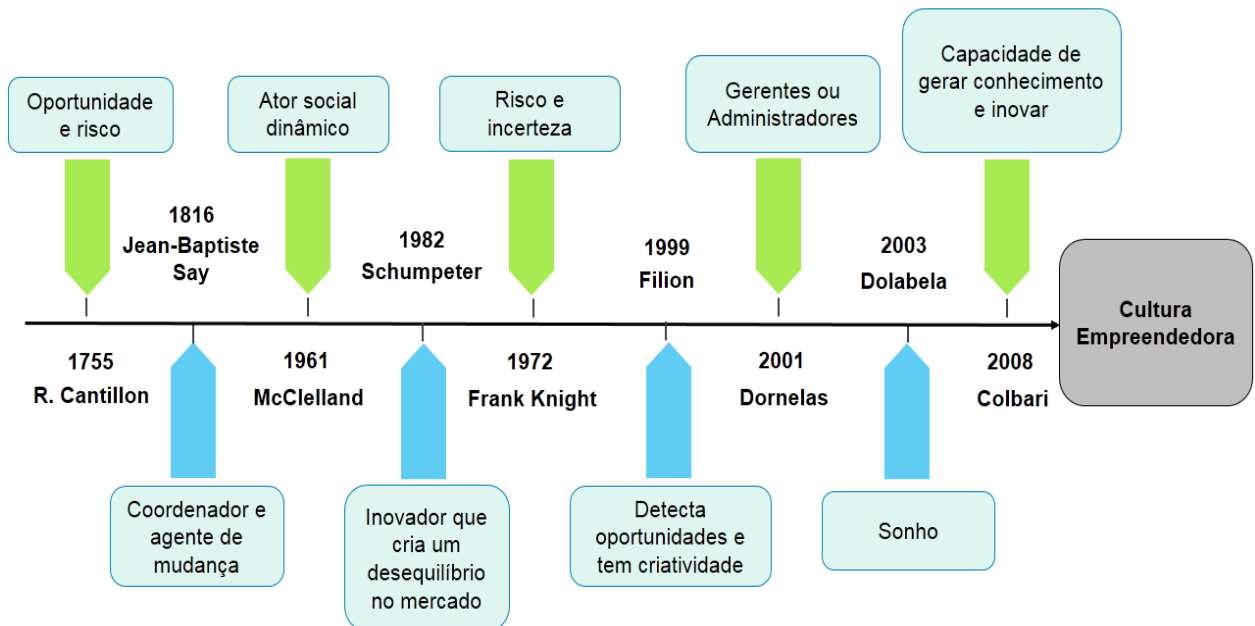 Oportunidade
e risco
Ator social
dinâmico
Risco e
incerteza
Gerentes ou
Administradores
Capacidade de
gerar conhecimento
e inovar
1816
Jean-Baptiste
Say
1982
Schumpeter
1999
Filion
2003
Dolabela
Cultura
Empreendedora
1755
R. Cantillon
1961
McClelland
1972
Frank Knight
2001
Dornelas
2008
Colbari
Coordenador e
agente de
mudança
Inovador que
cria um
desequilíbrio
no mercado
Detecta
oportunidades e
tem criatividade
Sonho